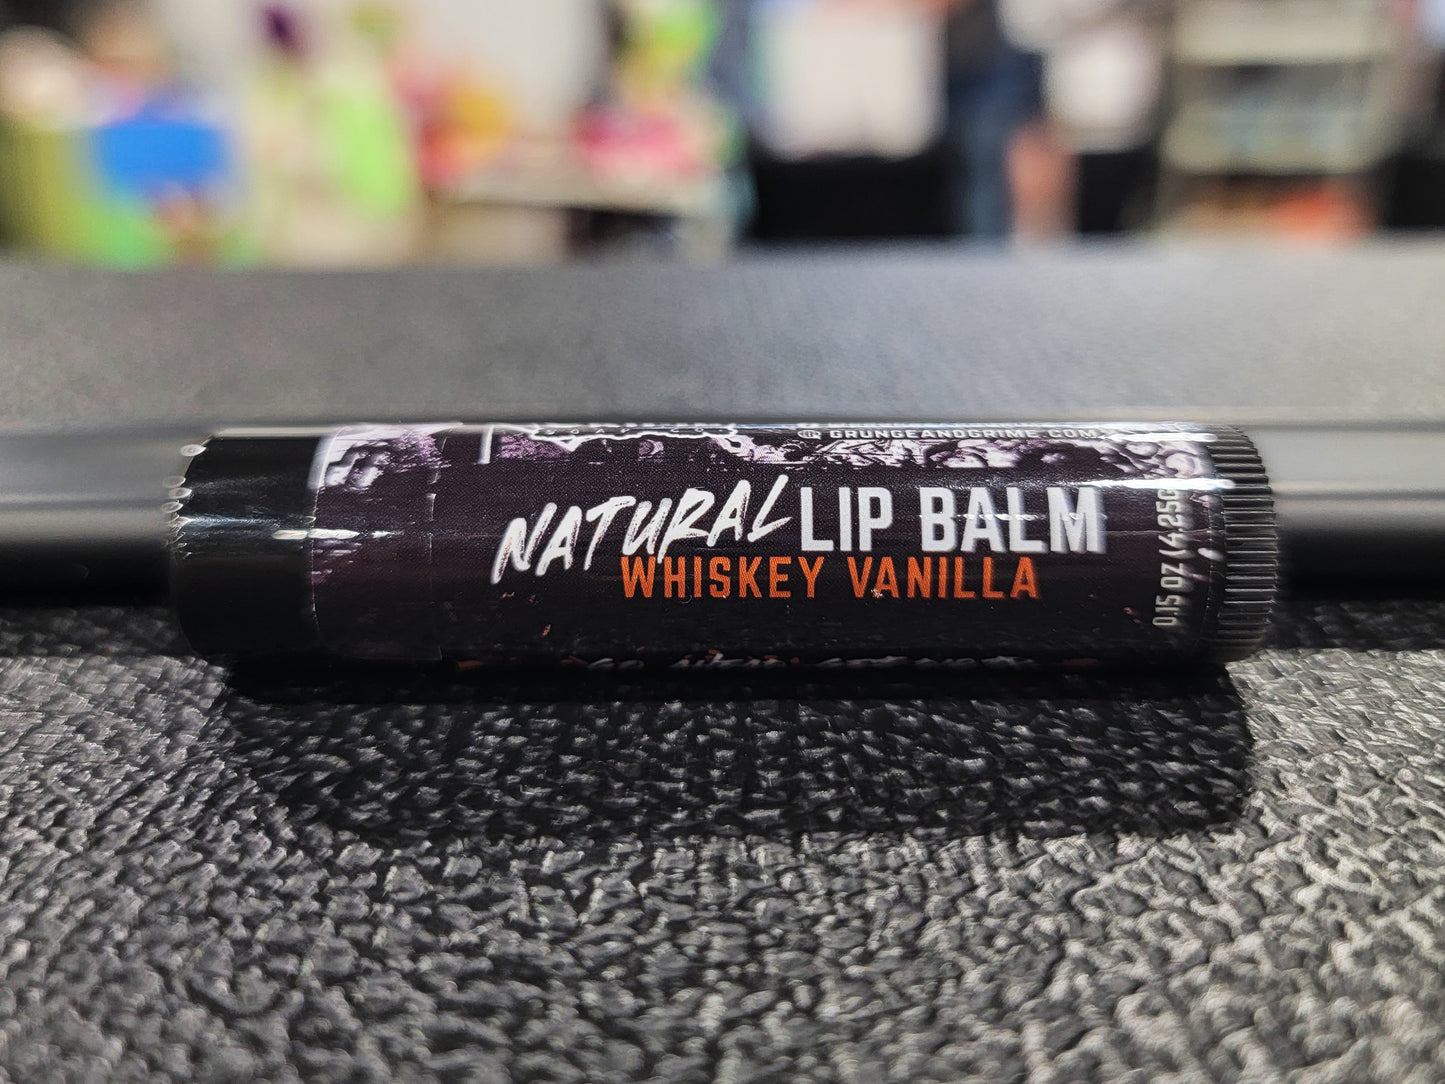 GRUNGEANDGRIME.COM
NATURAL LIP BALM
WHISKEY VANILLA
0.15 OZ (4.25G